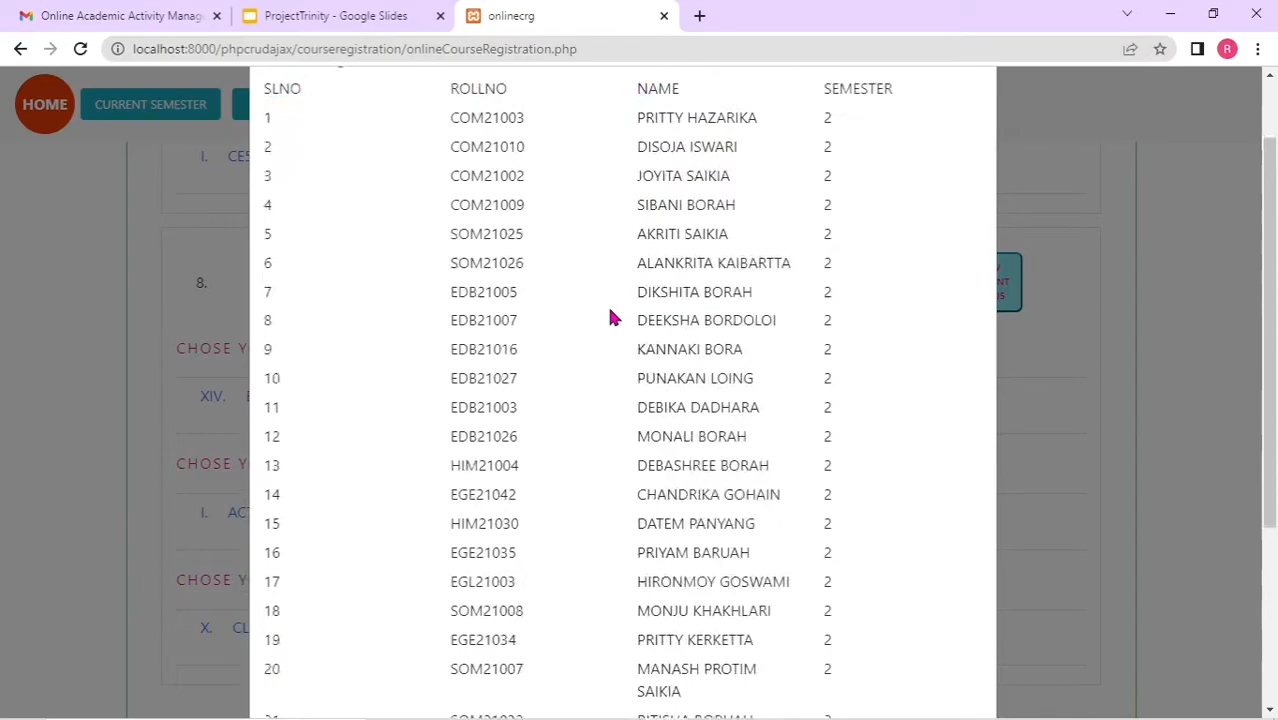 Online Academic Activity Manag
ProjectTrinity - Google Slides
onlinecrg
localhost:8000/phpcrudajax/courseregistration/onlineCourseRegistration.php
R
HOME
CURRENT SEMESTER
SLNO ROLLNO NAME SEMESTER
1 COM21003 PRITTY HAZARIKA 2
2 COM21010 DISOJA ISWARI 2
3 COM21002 JOYITA SAIKIA 2
4 COM21009 SIBANI BORAH 2
5 SOM21025 AKRITI SAIKIA 2
6 SOM21026 ALANKRITA KAIBARTTA 2
7 EDB21005 DIKSHITA BORAH 2
8 EDB21007 DEEKSHA BORDOLOI 2
9 EDB21016 KANNAKI BORA 2
10 EDB21027 PUNAKAN LOING 2
11 EDB21003 DEBIKA DADHARA 2
12 EDB21026 MONALI BORAH 2
13 HIM21004 DEBASHREE BORAH 2
14 EGE21042 CHANDRIKA GOHAIN 2
15 HIM21030 DATEM PANYANG 2
16 EGE21035 PRIYAM BARUAH 2
17 EGL21003 HIRONMOY GOSWAMI 2
18 SOM21008 MONJU KHAKHLARI 2
19 EGE21034 PRITTY KERKETTA 2
20 SOM21007 MANASH PROTIM 2
SAIKIA
I. CES
8.
CHOSE Y
XIV.
CHOSE Y
I. ACT
CHOSE Y
X. CL